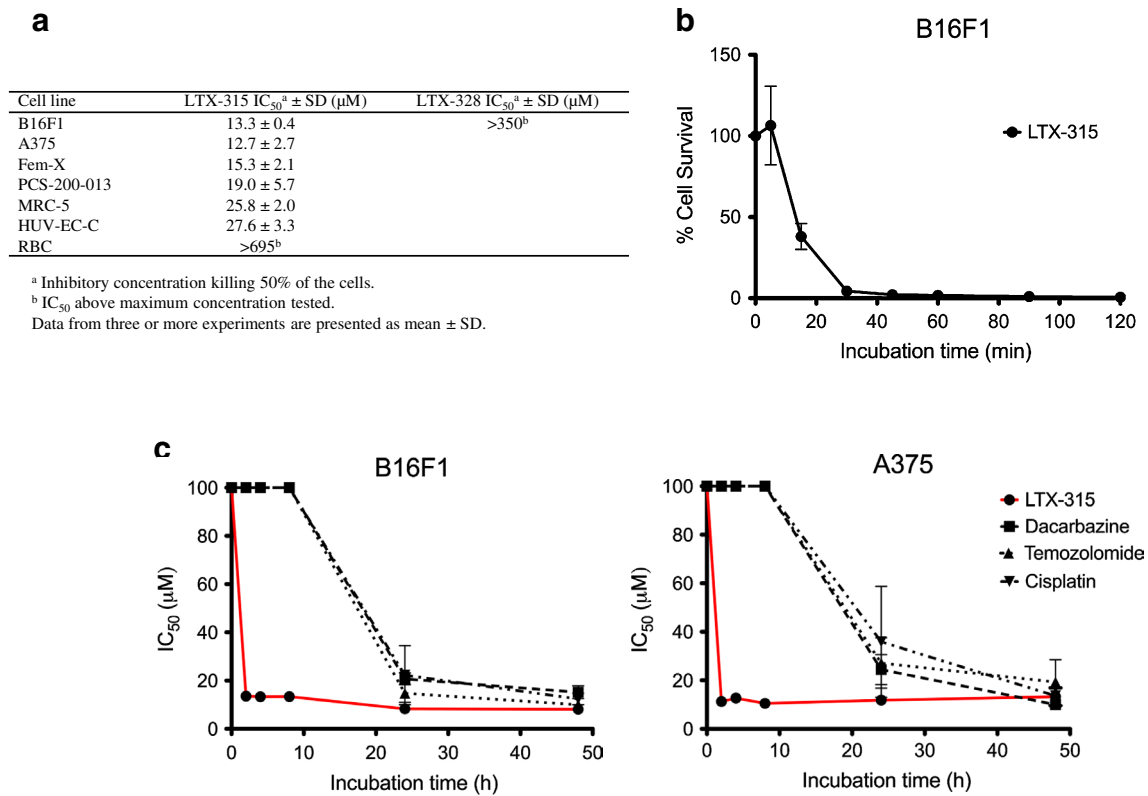 a
Cell line LTX-315 IC50a ± SD (µM) LTX-328 IC50a ± SD (µM)
B16F1 13.3 ± 0.4 >350b
A375 12.7 ± 2.7
Fem-X 15.3 ± 2.1
PCS-200-013 19.0 ± 5.7
MRC-5 25.8 ± 2.0
HUV-EC-C 27.6 ± 3.3
RBC >695b
a Inhibitory concentration killing 50% of the cells.
b IC50 above maximum concentration tested.
Data from three or more experiments are presented as mean ± SD.
b
B16F1
150
100
50
0
% Cell Survival
LTX-315
0 20 40 60 80 100 120
Incubation time (min)
c
B16F1
100
80
60
40
20
0
IC50 (µM)
0 10 20 30 40 50
Incubation time (h)
A375
100
80
60
40
20
0
IC50 (µM)
0 10 20 30 40 50
Incubation time (h)
LTX-315
Dacarbazine
Temozolomide
Cisplatin